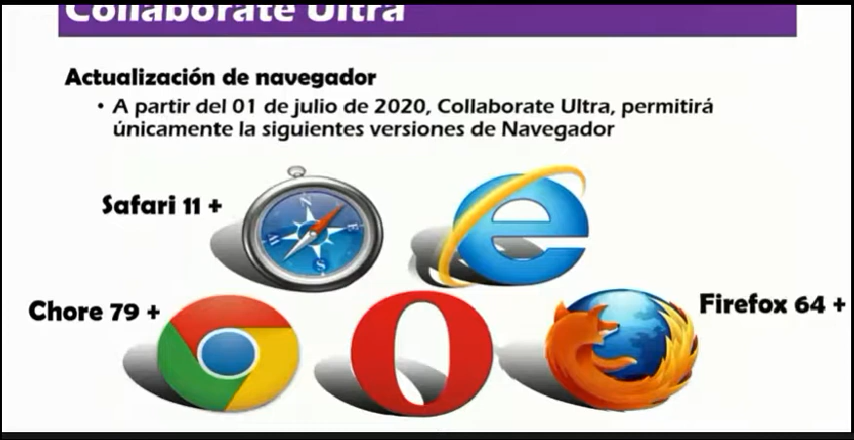 Collaborate Ultra
Actualización de navegador
• A partir del 01 de julio de 2020, Collaborate Ultra, permitirá
únicamente la siguientes versiones de Navegador
Safari 11 +
Chore 79 +
Firefox 64 +